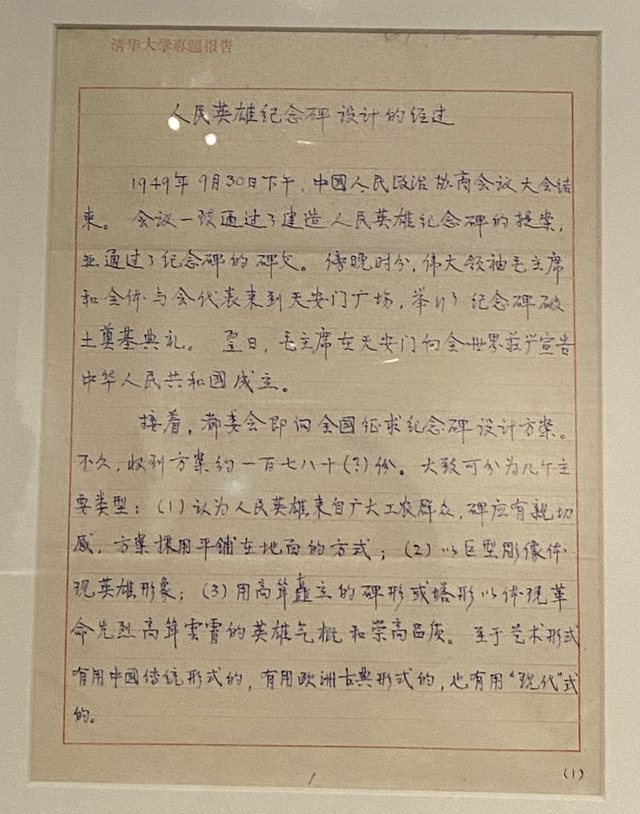 清华大学專題报告
人民英雄纪念碑设计的经过
1949年9月30日下午，中國人民政治协商会议大会结
束。会议一致通过了建造人民英雄纪念碑的提案，
并通过了纪念碑的碑文。傍晚时分，伟大领袖毛主席
和全体与会代表来到天安门广场，举行了纪念碑破
土奠基典礼。翌日，毛主席在天安门向全世界莊严宣告
中华人民共和國成立。
接着，都委会即向全国征求纪念碑设计方案。
不久，收到方案约一百七八十(?)份。大致可分为几个主
要类型：(1)认为人民英雄来自广大工农群众，碑应有親切
感，方案採用平铺在地面的方式；(2)以巨型彫像体
现英雄形象；(3)用高耸矗立的碑形或塔形以体现革
命先烈高耸雲霄的英雄气概和崇高品质。至于艺术形式
有用中國传统形式的，有用欧洲古典形式的，也有用“现代”式
的。
(1)